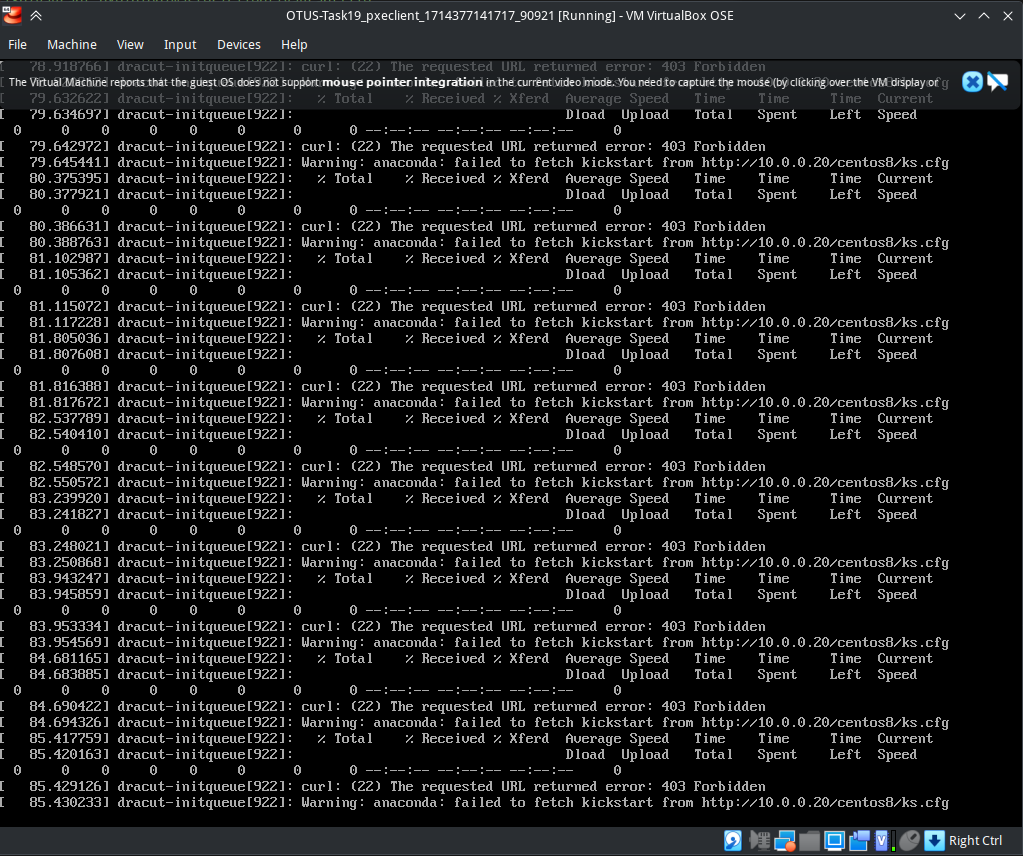 OTUS-Task19_pxeclient_1714377141717_90921 [Running] - VM VirtualBox OSE
File Machine View Input Devices Help
[ 78.918766] dracut-initqueue[922]: curl: (22) The requested URL returned error: 403 Forbidden
The Virtual Machine reports that the guest OS does not support mouse pointer integration in the current video mode. You need to capture the mouse (by clicking over the VM display or
[ 79.632622] % Total % Received % Xferd Average Speed Time Time Time Current
[ 79.634697] dracut-initqueue[922]: Dload Upload Total Spent Left Speed
0 0 0 0 0 0 0 0 --:--:-- --:--:-- --:--:-- 0
[ 79.642972] dracut-initqueue[922]: curl: (22) The requested URL returned error: 403 Forbidden
[ 79.645441] dracut-initqueue[922]: Warning: anaconda: failed to fetch kickstart from http://10.0.0.20/centos8/ks.cfg
[ 80.375395] dracut-initqueue[922]: % Total % Received % Xferd Average Speed Time Time Time Current
[ 80.377921] dracut-initqueue[922]: Dload Upload Total Spent Left Speed
0 0 0 0 0 0 0 0 --:--:-- --:--:-- --:--:-- 0
[ 80.386631] dracut-initqueue[922]: curl: (22) The requested URL returned error: 403 Forbidden
[ 80.388763] dracut-initqueue[922]: Warning: anaconda: failed to fetch kickstart from http://10.0.0.20/centos8/ks.cfg
[ 81.102987] dracut-initqueue[922]: % Total % Received % Xferd Average Speed Time Time Time Current
[ 81.105362] dracut-initqueue[922]: Dload Upload Total Spent Left Speed
0 0 0 0 0 0 0 0 --:--:-- --:--:-- --:--:-- 0
[ 81.115072] dracut-initqueue[922]: curl: (22) The requested URL returned error: 403 Forbidden
[ 81.117228] dracut-initqueue[922]: Warning: anaconda: failed to fetch kickstart from http://10.0.0.20/centos8/ks.cfg
[ 81.805036] dracut-initqueue[922]: % Total % Received % Xferd Average Speed Time Time Time Current
[ 81.807608] dracut-initqueue[922]: Dload Upload Total Spent Left Speed
0 0 0 0 0 0 0 0 --:--:-- --:--:-- --:--:-- 0
[ 81.816388] dracut-initqueue[922]: curl: (22) The requested URL returned error: 403 Forbidden
[ 81.817672] dracut-initqueue[922]: Warning: anaconda: failed to fetch kickstart from http://10.0.0.20/centos8/ks.cfg
[ 82.537789] dracut-initqueue[922]: % Total % Received % Xferd Average Speed Time Time Time Current
[ 82.540410] dracut-initqueue[922]: Dload Upload Total Spent Left Speed
0 0 0 0 0 0 0 0 --:--:-- --:--:-- --:--:-- 0
[ 82.548570] dracut-initqueue[922]: curl: (22) The requested URL returned error: 403 Forbidden
[ 82.550572] dracut-initqueue[922]: Warning: anaconda: failed to fetch kickstart from http://10.0.0.20/centos8/ks.cfg
[ 83.239920] dracut-initqueue[922]: % Total % Received % Xferd Average Speed Time Time Time Current
[ 83.241827] dracut-initqueue[922]: Dload Upload Total Spent Left Speed
0 0 0 0 0 0 0 0 --:--:-- --:--:-- --:--:-- 0
[ 83.248021] dracut-initqueue[922]: curl: (22) The requested URL returned error: 403 Forbidden
[ 83.250868] dracut-initqueue[922]: Warning: anaconda: failed to fetch kickstart from http://10.0.0.20/centos8/ks.cfg
[ 83.943247] dracut-initqueue[922]: % Total % Received % Xferd Average Speed Time Time Time Current
[ 83.945859] dracut-initqueue[922]: Dload Upload Total Spent Left Speed
0 0 0 0 0 0 0 0 --:--:-- --:--:-- --:--:-- 0
[ 83.953334] dracut-initqueue[922]: curl: (22) The requested URL returned error: 403 Forbidden
[ 83.954569] dracut-initqueue[922]: Warning: anaconda: failed to fetch kickstart from http://10.0.0.20/centos8/ks.cfg
[ 84.681165] dracut-initqueue[922]: % Total % Received % Xferd Average Speed Time Time Time Current
[ 84.683885] dracut-initqueue[922]: Dload Upload Total Spent Left Speed
0 0 0 0 0 0 0 0 --:--:-- --:--:-- --:--:-- 0
[ 84.690422] dracut-initqueue[922]: curl: (22) The requested URL returned error: 403 Forbidden
[ 84.694326] dracut-initqueue[922]: Warning: anaconda: failed to fetch kickstart from http://10.0.0.20/centos8/ks.cfg
[ 85.417759] dracut-initqueue[922]: % Total % Received % Xferd Average Speed Time Time Time Current
[ 85.420163] dracut-initqueue[922]: Dload Upload Total Spent Left Speed
0 0 0 0 0 0 0 0 --:--:-- --:--:-- --:--:-- 0
[ 85.429126] dracut-initqueue[922]: curl: (22) The requested URL returned error: 403 Forbidden
[ 85.430233] dracut-initqueue[922]: Warning: anaconda: failed to fetch kickstart from http://10.0.0.20/centos8/ks.cfg
Right Ctrl